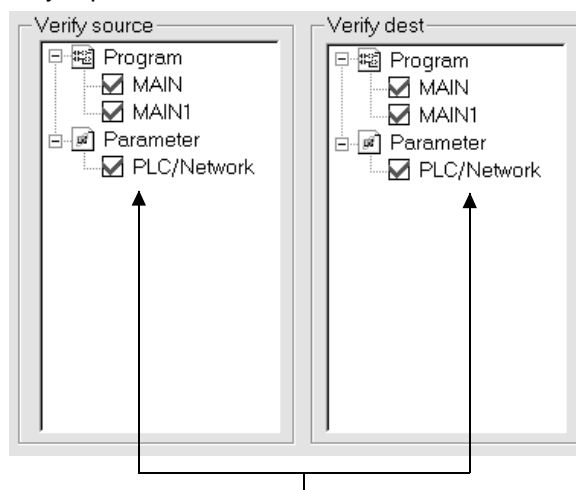 Verify source
Program
MAIN
MAIN1
Parameter
PLC/Network
Verify dest
Program
MAIN
MAIN1
Parameter
PLC/Network